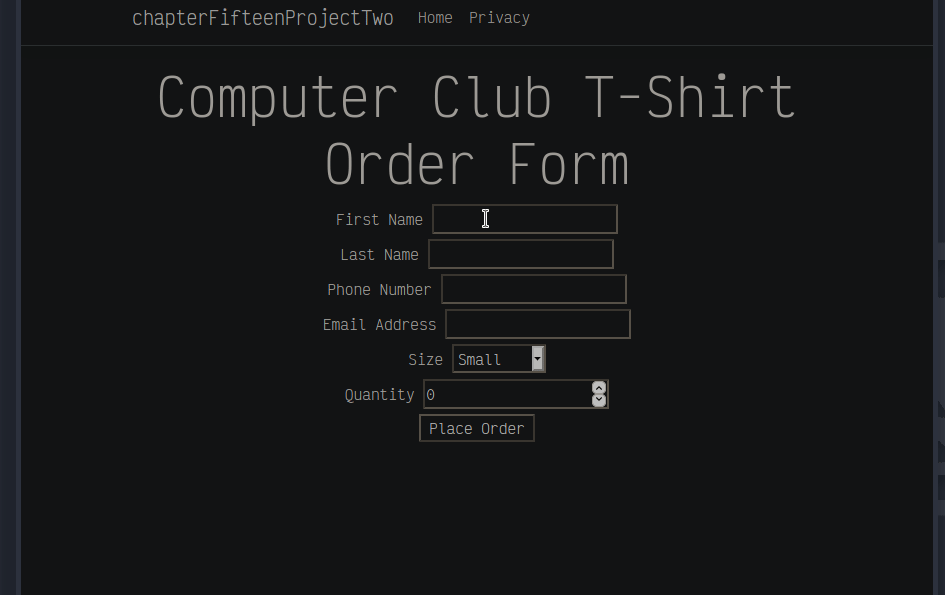 chapterFifteenProjectTwo Home Privacy
Computer Club T-Shirt
Order Form
First Name
Last Name
Phone Number
Email Address
Size Small
Quantity 0
Place Order